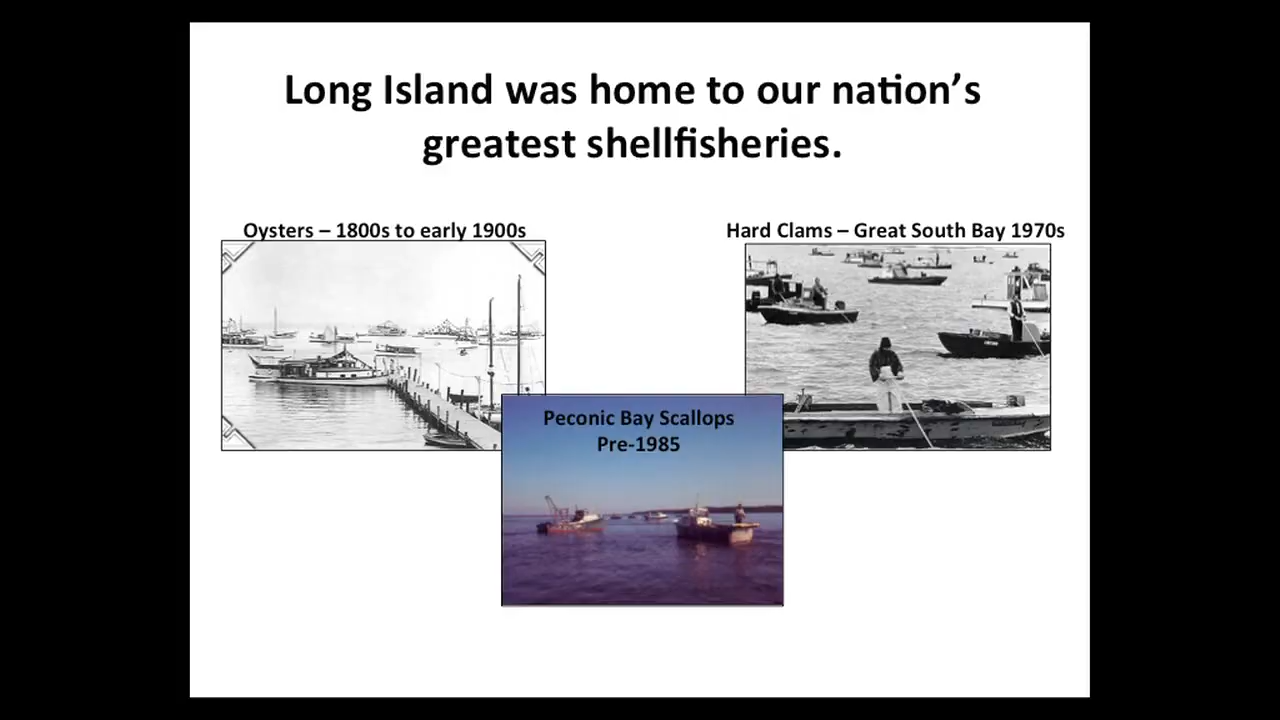 Long Island was home to our nation’s
greatest shellfisheries.
Oysters – 1800s to early 1900s
Hard Clams – Great South Bay 1970s
Peconic Bay Scallops
Pre-1985